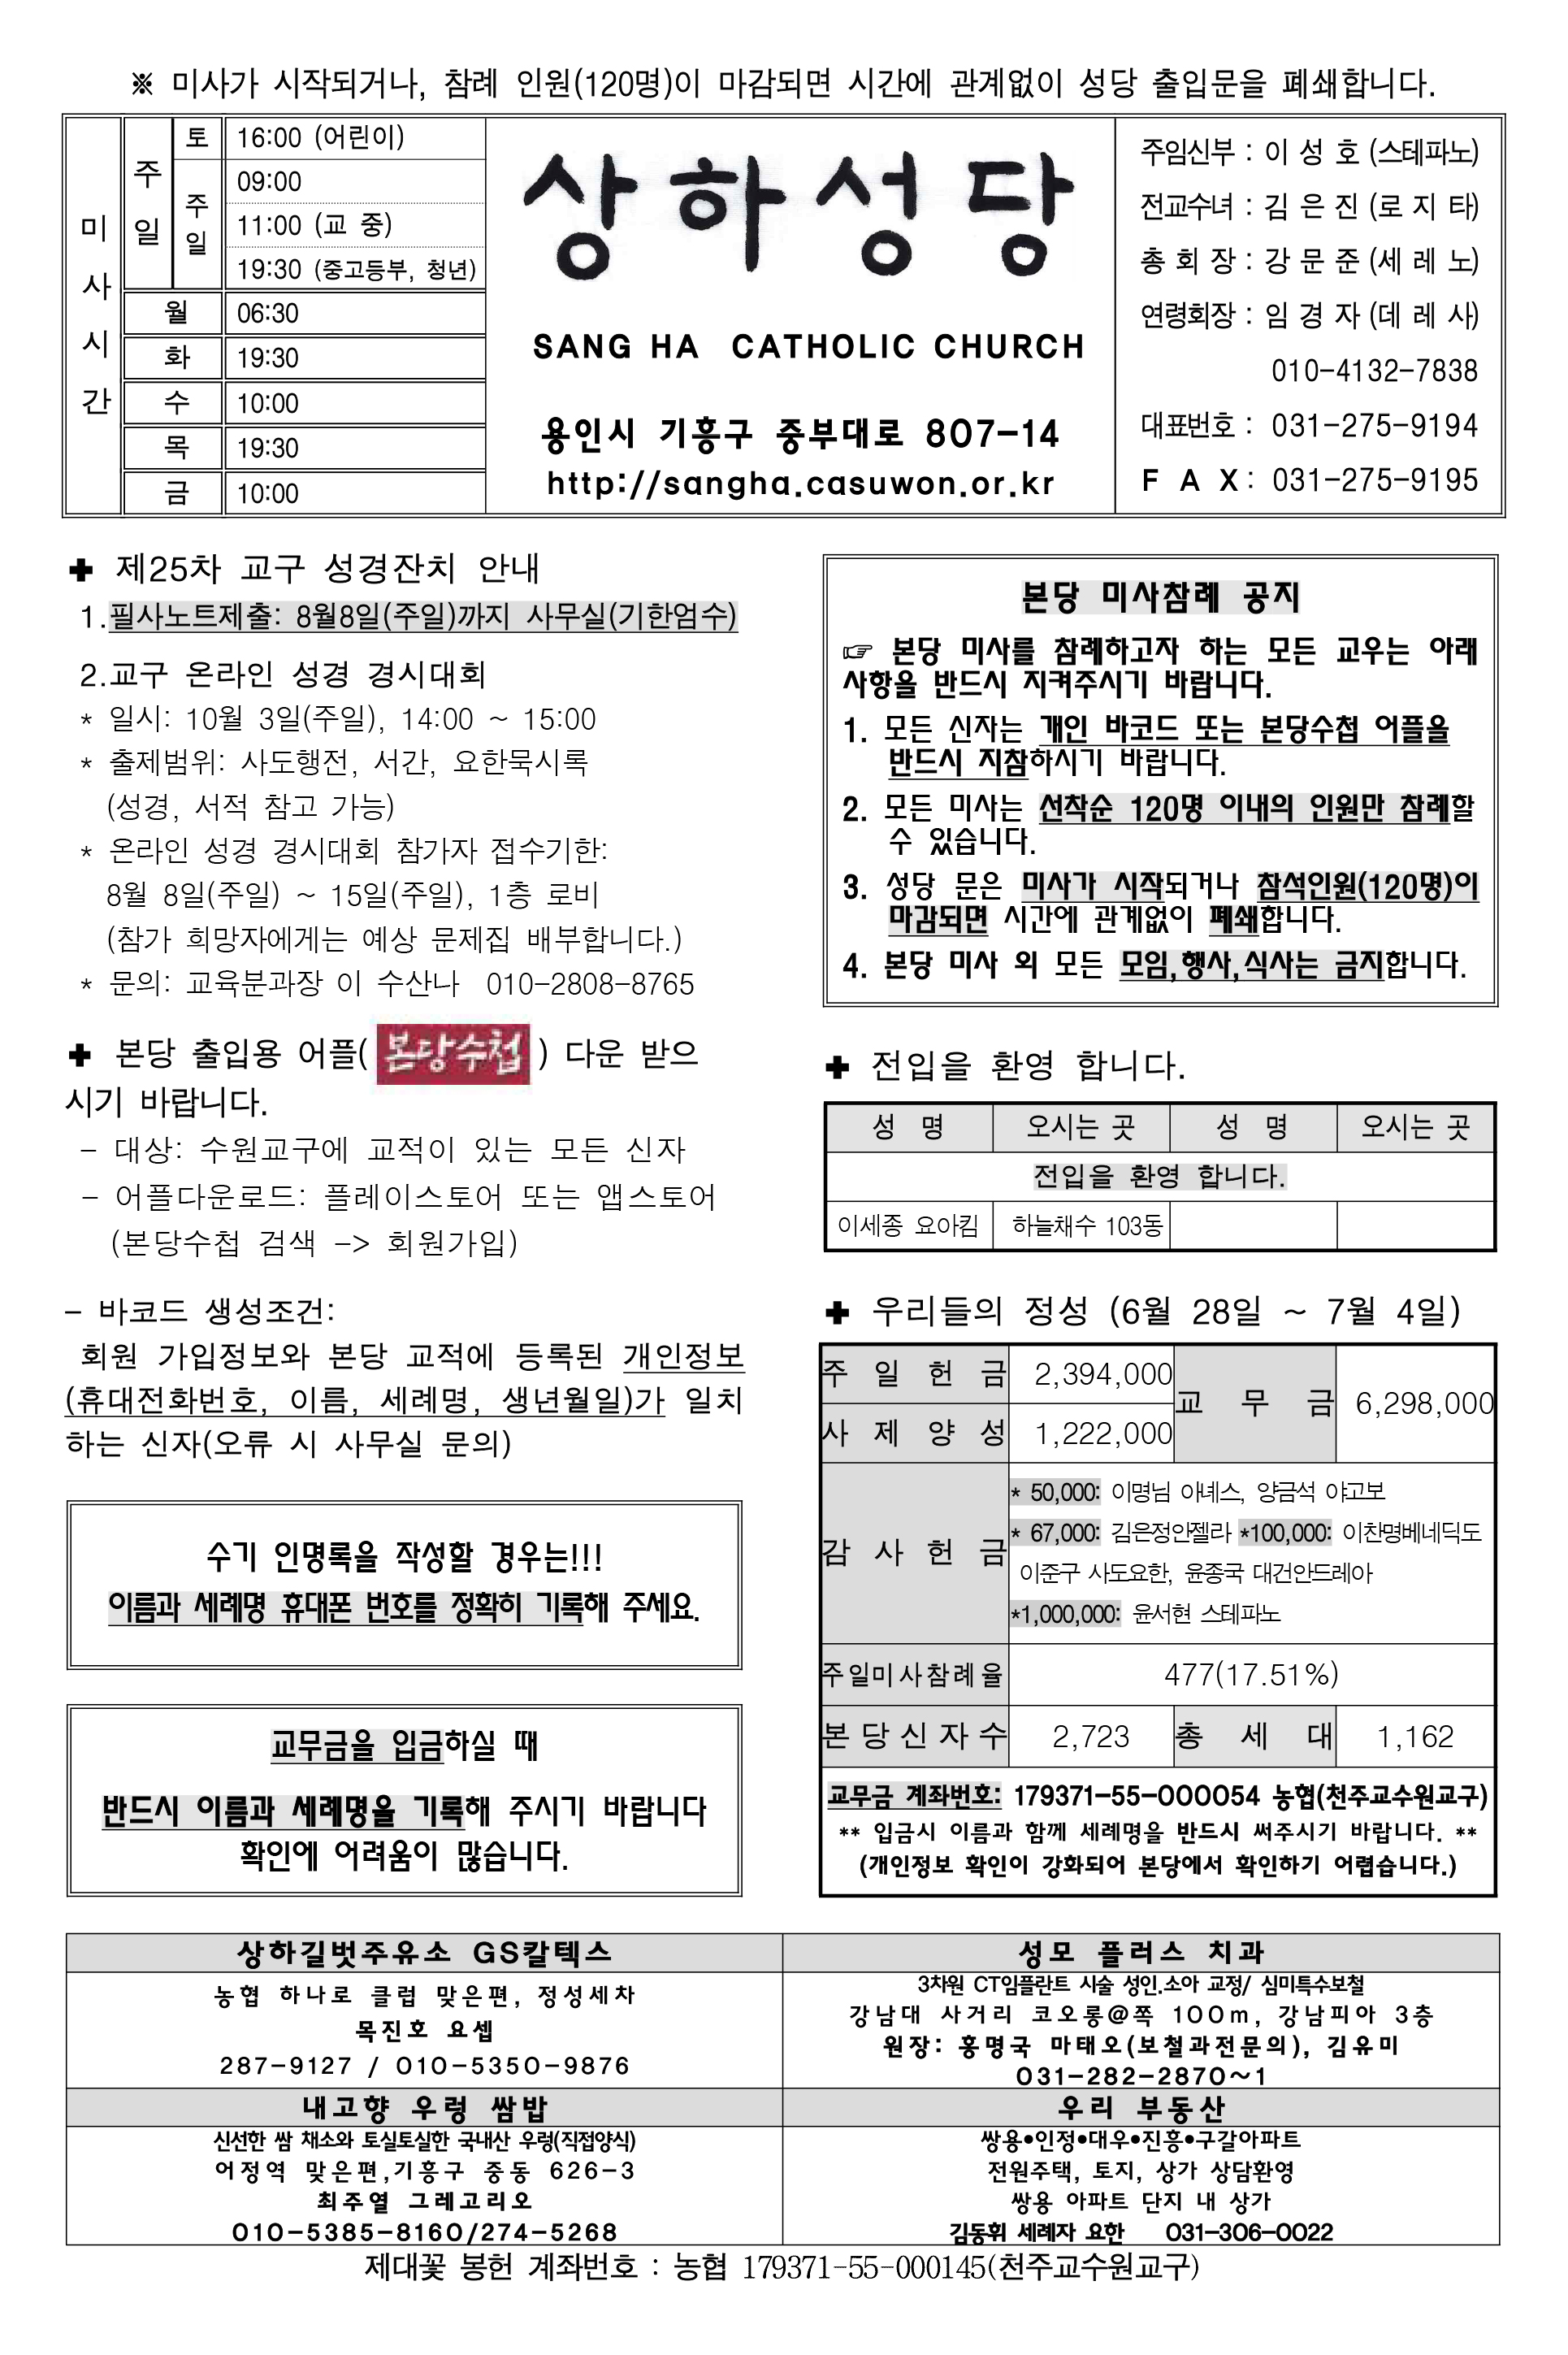 ※ 미사가 시작되거나, 참례 인원(120명)이 마감되면 시간에 관계없이 성당 출입문을 폐쇄합니다.
미사시간
주일
토 16:00 (어린이)
주일 09:00
11:00 (교 중)
19:30 (중고등부, 청년)
월 06:30
화 19:30
수 10:00
목 19:30
금 10:00
상하성당
SANG HA CATHOLIC CHURCH
용인시 기흥구 중부대로 807-14
http://sangha.casuwon.or.kr
주임신부 : 이 성 호 (스테파노)
전교수녀 : 김 은 진 (로 지 타)
총 회 장 : 강 문 준 (세 레 노)
연령회장 : 임 경 자 (데 레 사)
010-4132-7838
대표번호 : 031-275-9194
F A X: 031-275-9195
✚ 제25차 교구 성경잔치 안내
1.필사노트제출: 8월8일(주일)까지 사무실(기한엄수)
2.교구 온라인 성경 경시대회
* 일시: 10월 3일(주일), 14:00 ~ 15:00
* 출제범위: 사도행전, 서간, 요한묵시록
(성경, 서적 참고 가능)
* 온라인 성경 경시대회 참가자 접수기한:
8월 8일(주일) ~ 15일(주일), 1층 로비
(참가 희망자에게는 예상 문제집 배부합니다.)
* 문의: 교육분과장 이 수산나 010-2808-8765
✚ 본당 출입용 어플( 본당수첩 ) 다운 받으
시기 바랍니다.
- 대상: 수원교구에 교적이 있는 모든 신자
- 어플다운로드: 플레이스토어 또는 앱스토어
(본당수첩 검색 -> 회원가입)
- 바코드 생성조건:
회원 가입정보와 본당 교적에 등록된 개인정보
(휴대전화번호, 이름, 세례명, 생년월일)가 일치
하는 신자(오류 시 사무실 문의)
수기 인명록을 작성할 경우는!!!
이름과 세례명 휴대폰 번호를 정확히 기록해 주세요.
교무금을 입금하실 때
반드시 이름과 세례명을 기록해 주시기 바랍니다
확인에 어려움이 많습니다.
본당 미사참례 공지
☞ 본당 미사를 참례하고자 하는 모든 교우는 아래
사항을 반드시 지켜주시기 바랍니다.
1. 모든 신자는 개인 바코드 또는 본당수첩 어플을
반드시 지참하시기 바랍니다.
2. 모든 미사는 선착순 120명 이내의 인원만 참례할
수 있습니다.
3. 성당 문은 미사가 시작되거나 참석인원(120명)이
마감되면 시간에 관계없이 폐쇄합니다.
4. 본당 미사 외 모든 모임,행사,식사는 금지합니다.
✚ 전입을 환영 합니다.
성 명 오시는 곳 성 명 오시는 곳
전입을 환영 합니다.
이세종 요아킴 하늘채수 103동
✚ 우리들의 정성 (6월 28일 ~ 7월 4일)
주 일 헌 금 2,394,000 교 무 금 6,298,000
사 제 양 성 1,222,000
감 사 헌 금
* 50,000: 이명님 아녜스, 양금석 야고보
* 67,000: 김은정안젤라 *100,000: 이찬명베네딕도
이준구 사도요한, 윤종국 대건안드레아
*1,000,000: 윤서현 스테파노
주일미사참례율 477(17.51%)
본당신자수 2,723 총 세 대 1,162
교무금 계좌번호: 179371-55-000054 농협(천주교수원교구)
** 입금시 이름과 함께 세례명을 반드시 써주시기 바랍니다. **
(개인정보 확인이 강화되어 본당에서 확인하기 어렵습니다.)
상하길벗주유소 GS칼텍스
농협 하나로 클럽 맞은편, 정성세차
목진호 요셉
287-9127 / 010-5350-9876
성모 플러스 치과
3차원 CT임플란트 시술 성인.소아 교정/ 심미특수보철
강남대 사거리 코오롱@쪽 100m, 강남피아 3층
원장: 홍명국 마태오(보철과전문의), 김유미
031-282-2870~1
내고향 우렁 쌈밥
신선한 쌈 채소와 토실토실한 국내산 우렁(직접양식)
어정역 맞은편,기흥구 중동 626-3
최주열 그레고리오
010-5385-8160/274-5268
우리 부동산
쌍용•인정•대우•진흥•구갈아파트
전원주택, 토지, 상가 상담환영
쌍용 아파트 단지 내 상가
김동휘 세례자 요한 031-306-0022
제대꽃 봉헌 계좌번호 : 농협 179371-55-000145(천주교수원교구)